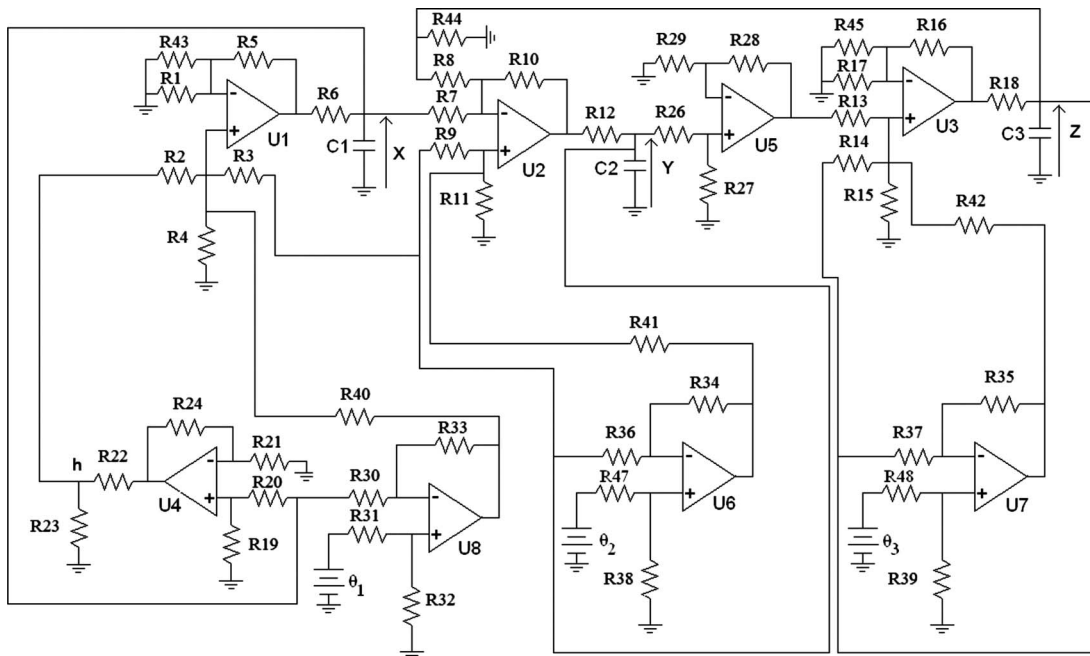 R44
R43
R5
R8
R10
R29
R28
R45
R16
R1
R17
R6
R7
R12
R26
R13
R18
U1
R9
U2
U5
U3
C1
X
C2
Y
R14
C3
Z
R2
R3
R11
R27
R15
R42
R4
R41
R40
R34
R35
R24
R33
R36
R37
h
R22
R21
R20
R30
R47
R48
U4
R31
U8
U6
U7
R23
R19
θ1
R32
θ2
R38
θ3
R39
- + - + - + - + - + - + - + - +